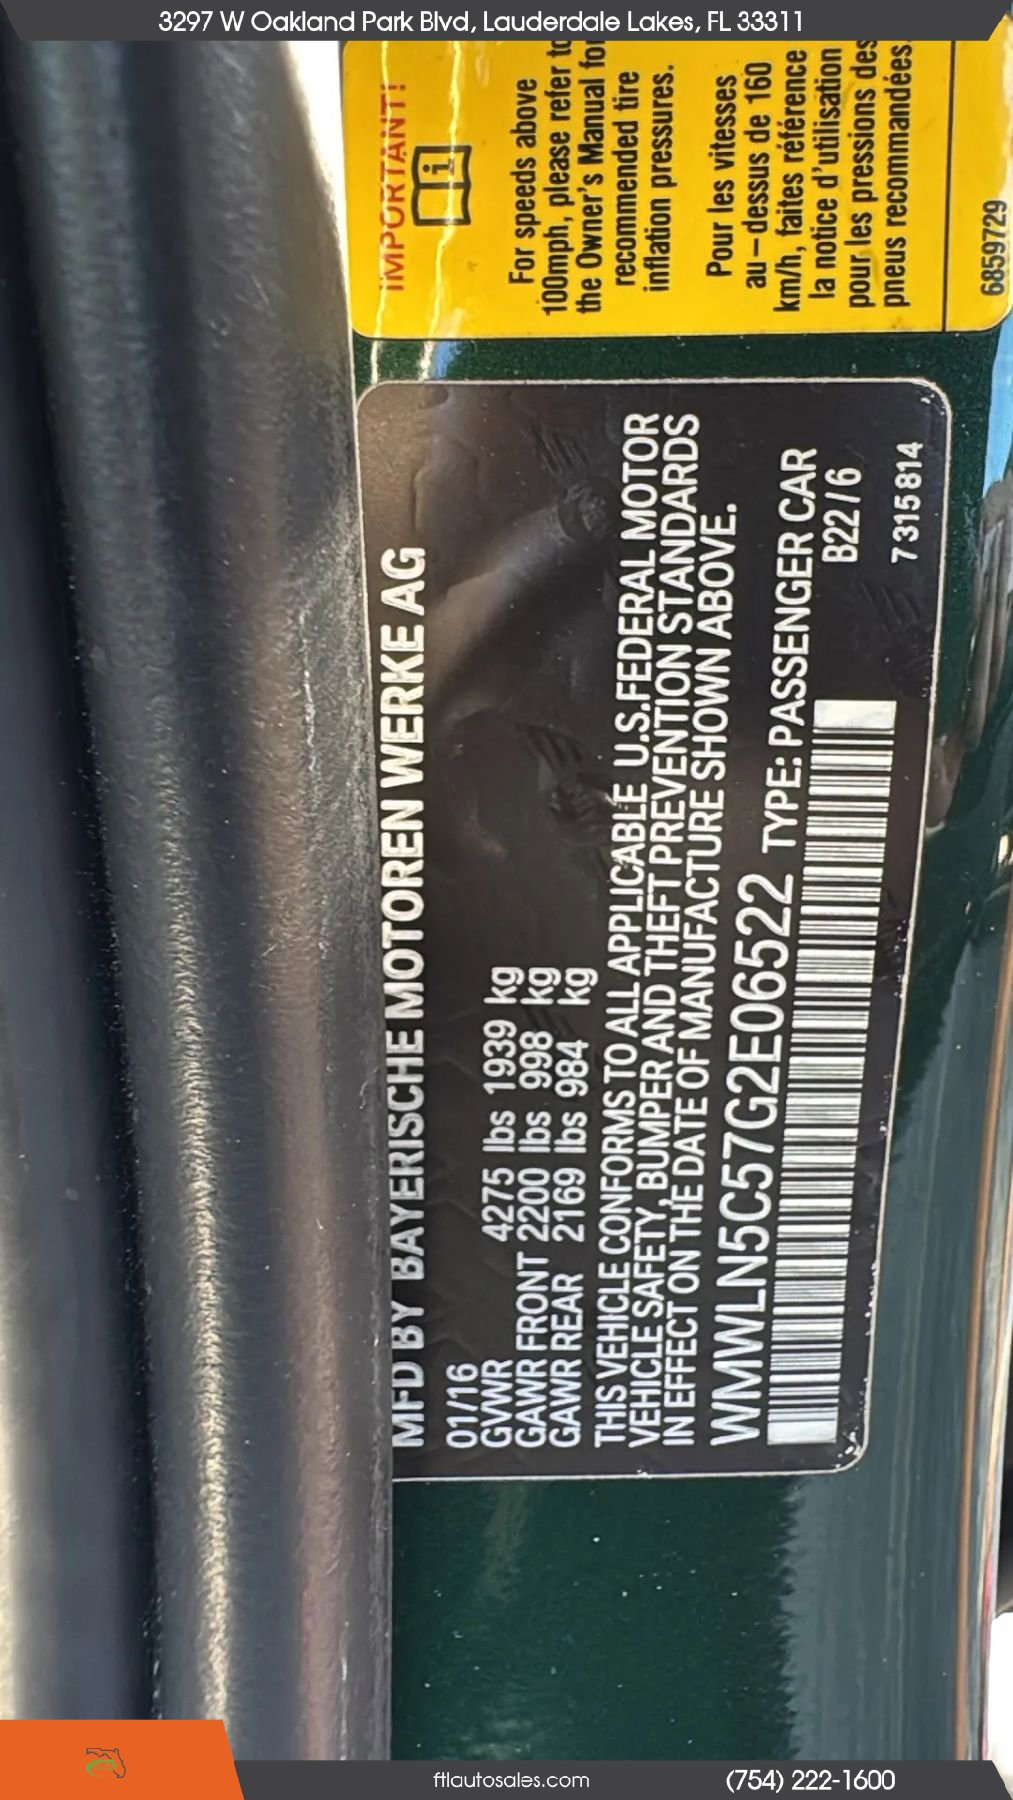 3297 W Oakland Park Blvd, Lauderdale Lakes, FL 33311
IMPORTANT!
i
For speeds above
100mph, please refer to
the Owner's Manual for
recommended tire
inflation pressures.
Pour les vitesses
au-dessus de 160
km/h, faites référence
la notice d'utilisation
pour les pressions des
pneus recommandées.
6859729
MFD BY BAYERISCHE MOTOREN WERKE AG
01/16
GVWR 4275 lbs 1939 kg
GAWR FRONT 2200 lbs 998 kg
GAWR REAR 2169 lbs 984 kg
THIS VEHICLE CONFORMS TO ALL APPLICABLE U.S.FEDERAL MOTOR
VEHICLE SAFETY, BUMPER AND THEFT PREVENTION STANDARDS
IN EFFECT ON THE DATE OF MANUFACTURE SHOWN ABOVE.
WMWLN5C57G2E06522 TYPE: PASSENGER CAR
B22/6
7 315 814
ftlautosales.com
(754) 222-1600